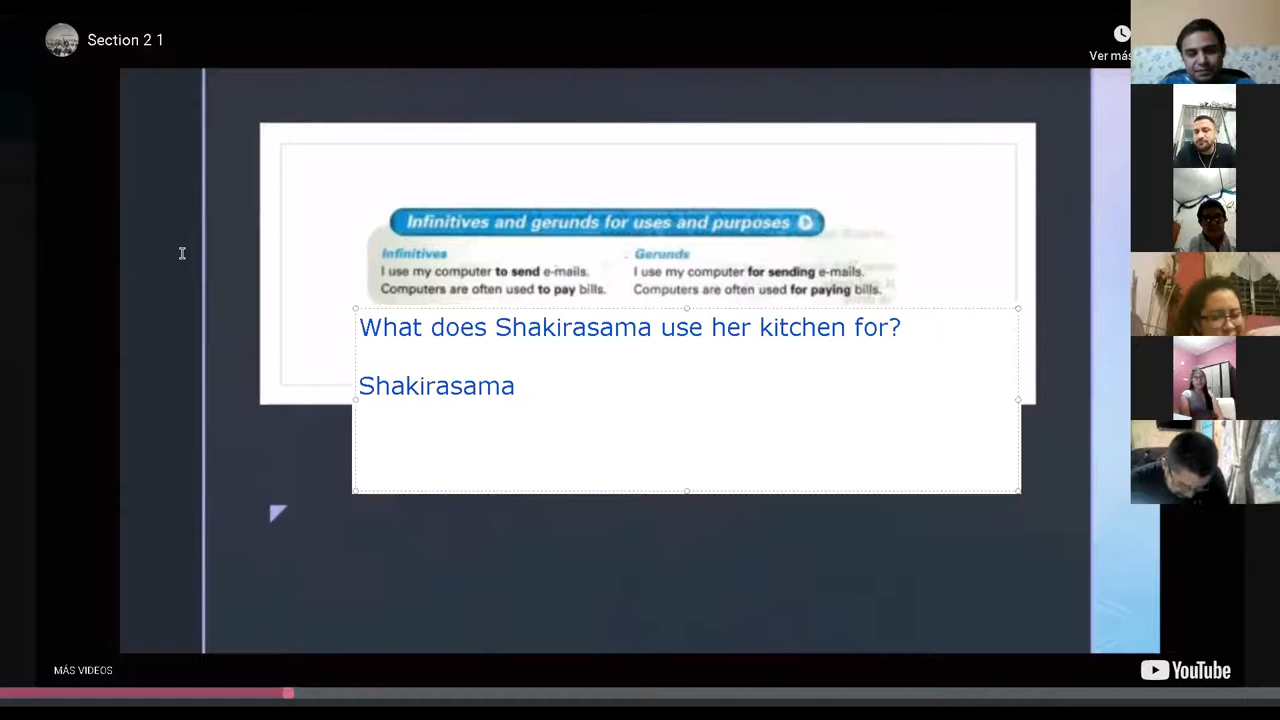 Section 2 1
Ver más
Infinitives and gerunds for uses and purposes
Infinitives
I use my computer to send e-mails.
Computers are often used to pay bills.
Gerunds
I use my computer for sending e-mails.
Computers are often used for paying bills.
What does Shakirasama use her kitchen for?
Shakirasama
MÁS VIDEOS
YouTube